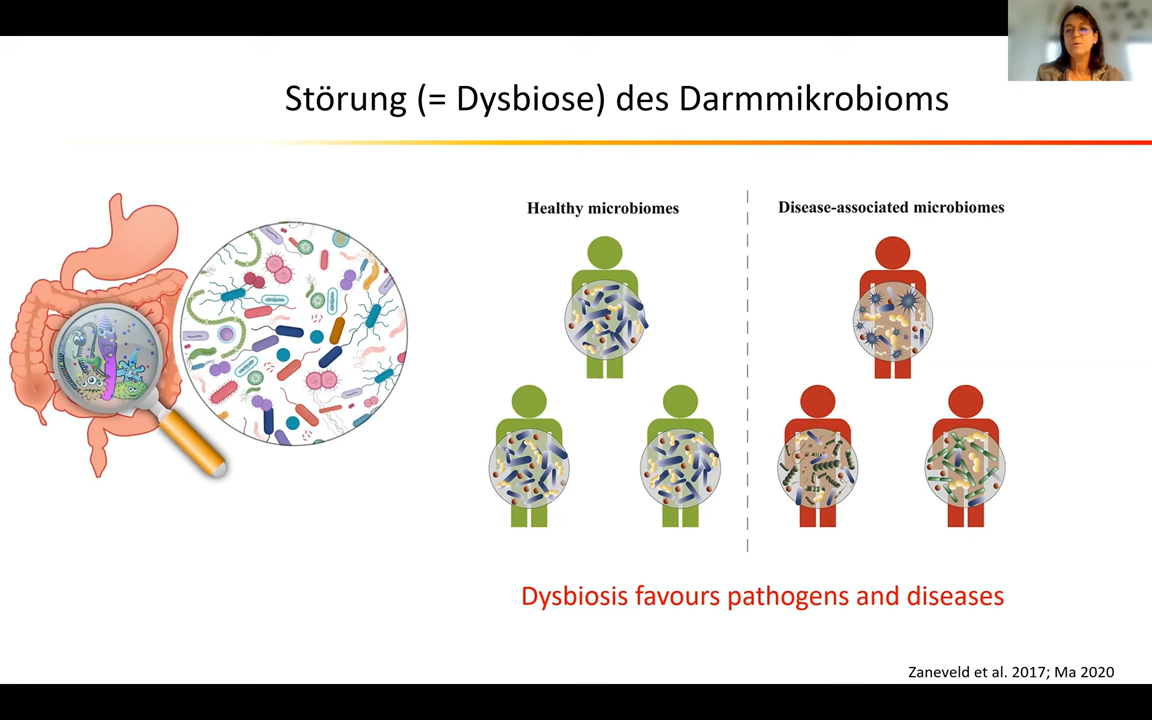 Störung (= Dysbiose) des Darmmikrobioms
Healthy microbiomes
Disease-associated microbiomes
Dysbiosis favours pathogens and diseases
Zaneveld et al. 2017; Ma 2020